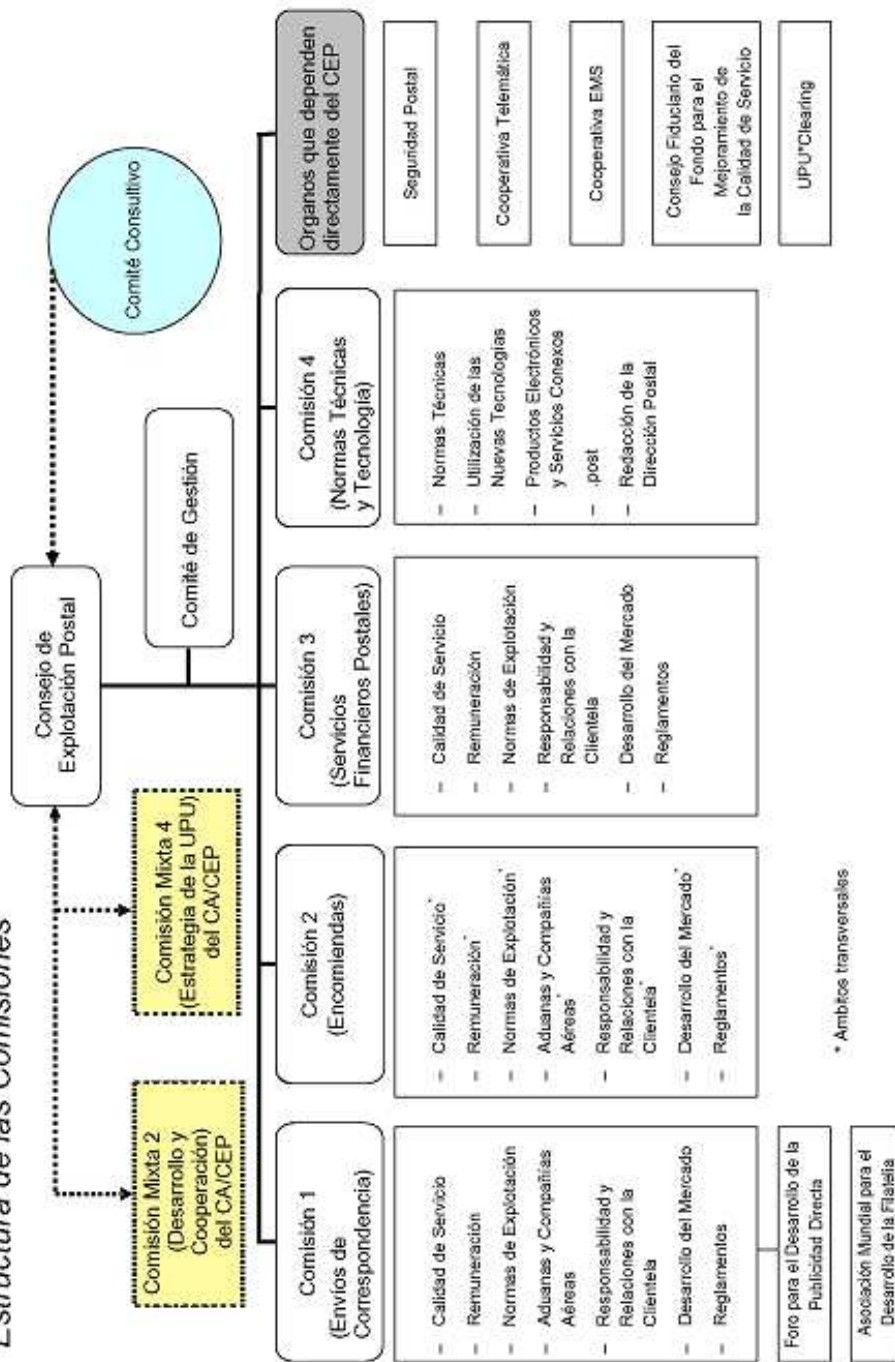 Estructura de las Comisiones
Consejo de
Explotación Postal
Comité Consultivo
Comisión Mixta 2
(Desarrollo y
Cooperación)
del CA/CEP
Comisión Mixta 4
(Estrategia de la UPU)
del CA/CEP
Comité de Gestión
Comisión 1
(Envíos de
Correspondencia)
– Calidad de Servicio
– Remuneración
– Normas de Explotación
– Aduanas y Compañías
Aéreas
– Responsabilidad y
Relaciones con la
Clientela
– Desarrollo del Mercado
– Reglamentos
Foro para el Desarrollo de la
Publicidad Directa
Asociación Mundial para el
Desarrollo de la Filatelia
Comisión 2
(Encomiendas)
– Calidad de Servicio*
– Remuneración*
– Normas de Explotación*
– Aduanas y Compañías
Aéreas*
– Responsabilidad y
Relaciones con la
Clientela*
– Desarrollo del Mercado*
– Reglamentos*
* Ambitos transversales
Comisión 3
(Servicios
Financieros Postales)
– Calidad de Servicio
– Remuneración
– Normas de Explotación
– Responsabilidad y
Relaciones con la
Clientela
– Desarrollo del Mercado
– Reglamentos
Comisión 4
(Normas Técnicas
y Tecnología)
– Normas Técnicas
– Utilización de las
Nuevas Tecnologías
– Productos Electrónicos
y Servicios Conexos
– .post
– Redacción de la
Dirección Postal
Organos que dependen
directamente del CEP
Seguridad Postal
Cooperativa Telemática
Cooperativa EMS
Consejo Fiduciario del
Fondo para el
Mejoramiento de
la Calidad de Servicio
UPU*Clearing